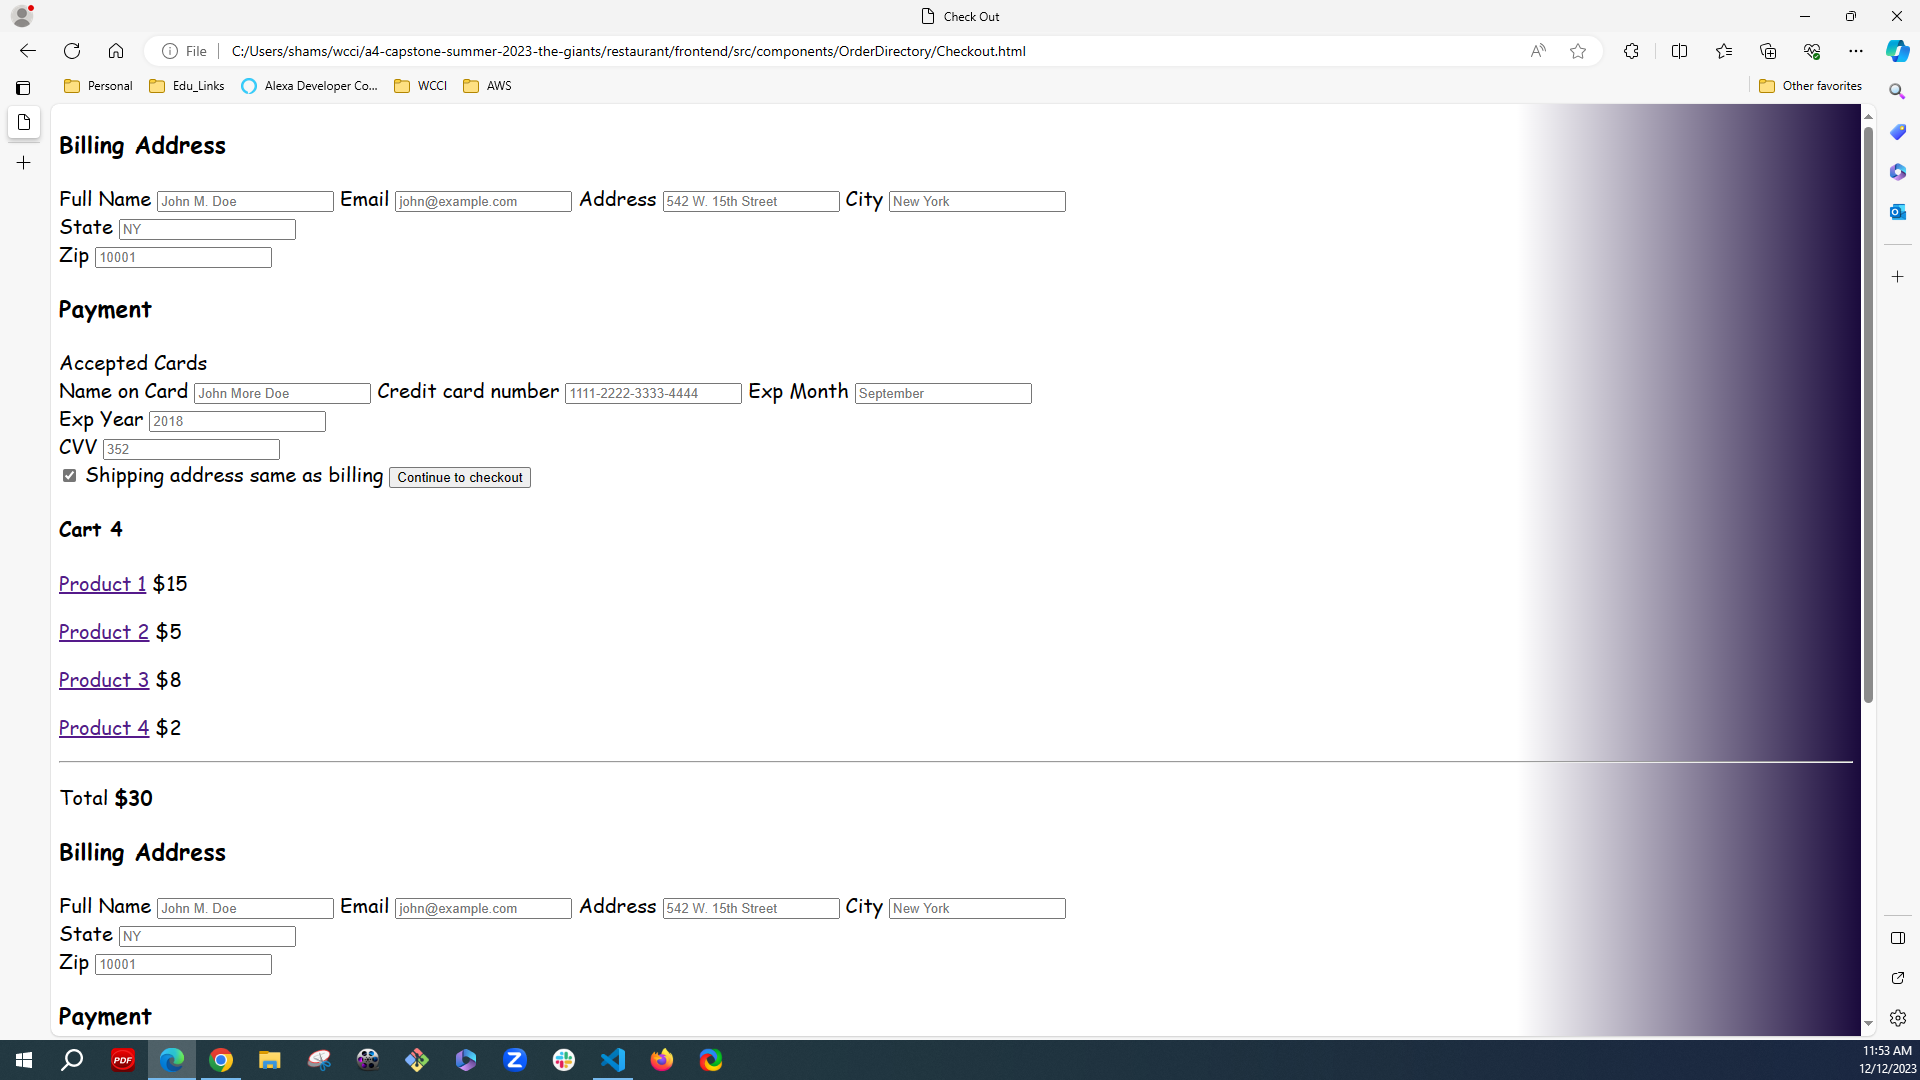 Check Out
File
C:/Users/shams/wcci/a4-capstone-summer-2023-the-giants/restaurant/frontend/src/components/OrderDirectory/Checkout.html
Personal Edu_Links Alexa Developer Co... WCCI AWS Other favorites
Billing Address
Full Name John M. Doe Email john@example.com Address 542 W. 15th Street City New York
State NY
Zip 10001
Payment
Accepted Cards
Name on Card John More Doe Credit card number 1111-2222-3333-4444 Exp Month September
Exp Year 2018
CVV 352
Shipping address same as billing Continue to checkout
Cart 4
Product 1 $15
Product 2 $5
Product 3 $8
Product 4 $2
Total $30
Billing Address
Full Name John M. Doe Email john@example.com Address 542 W. 15th Street City New York
State NY
Zip 10001
Payment
PDF
11:53 AM
12/12/2023